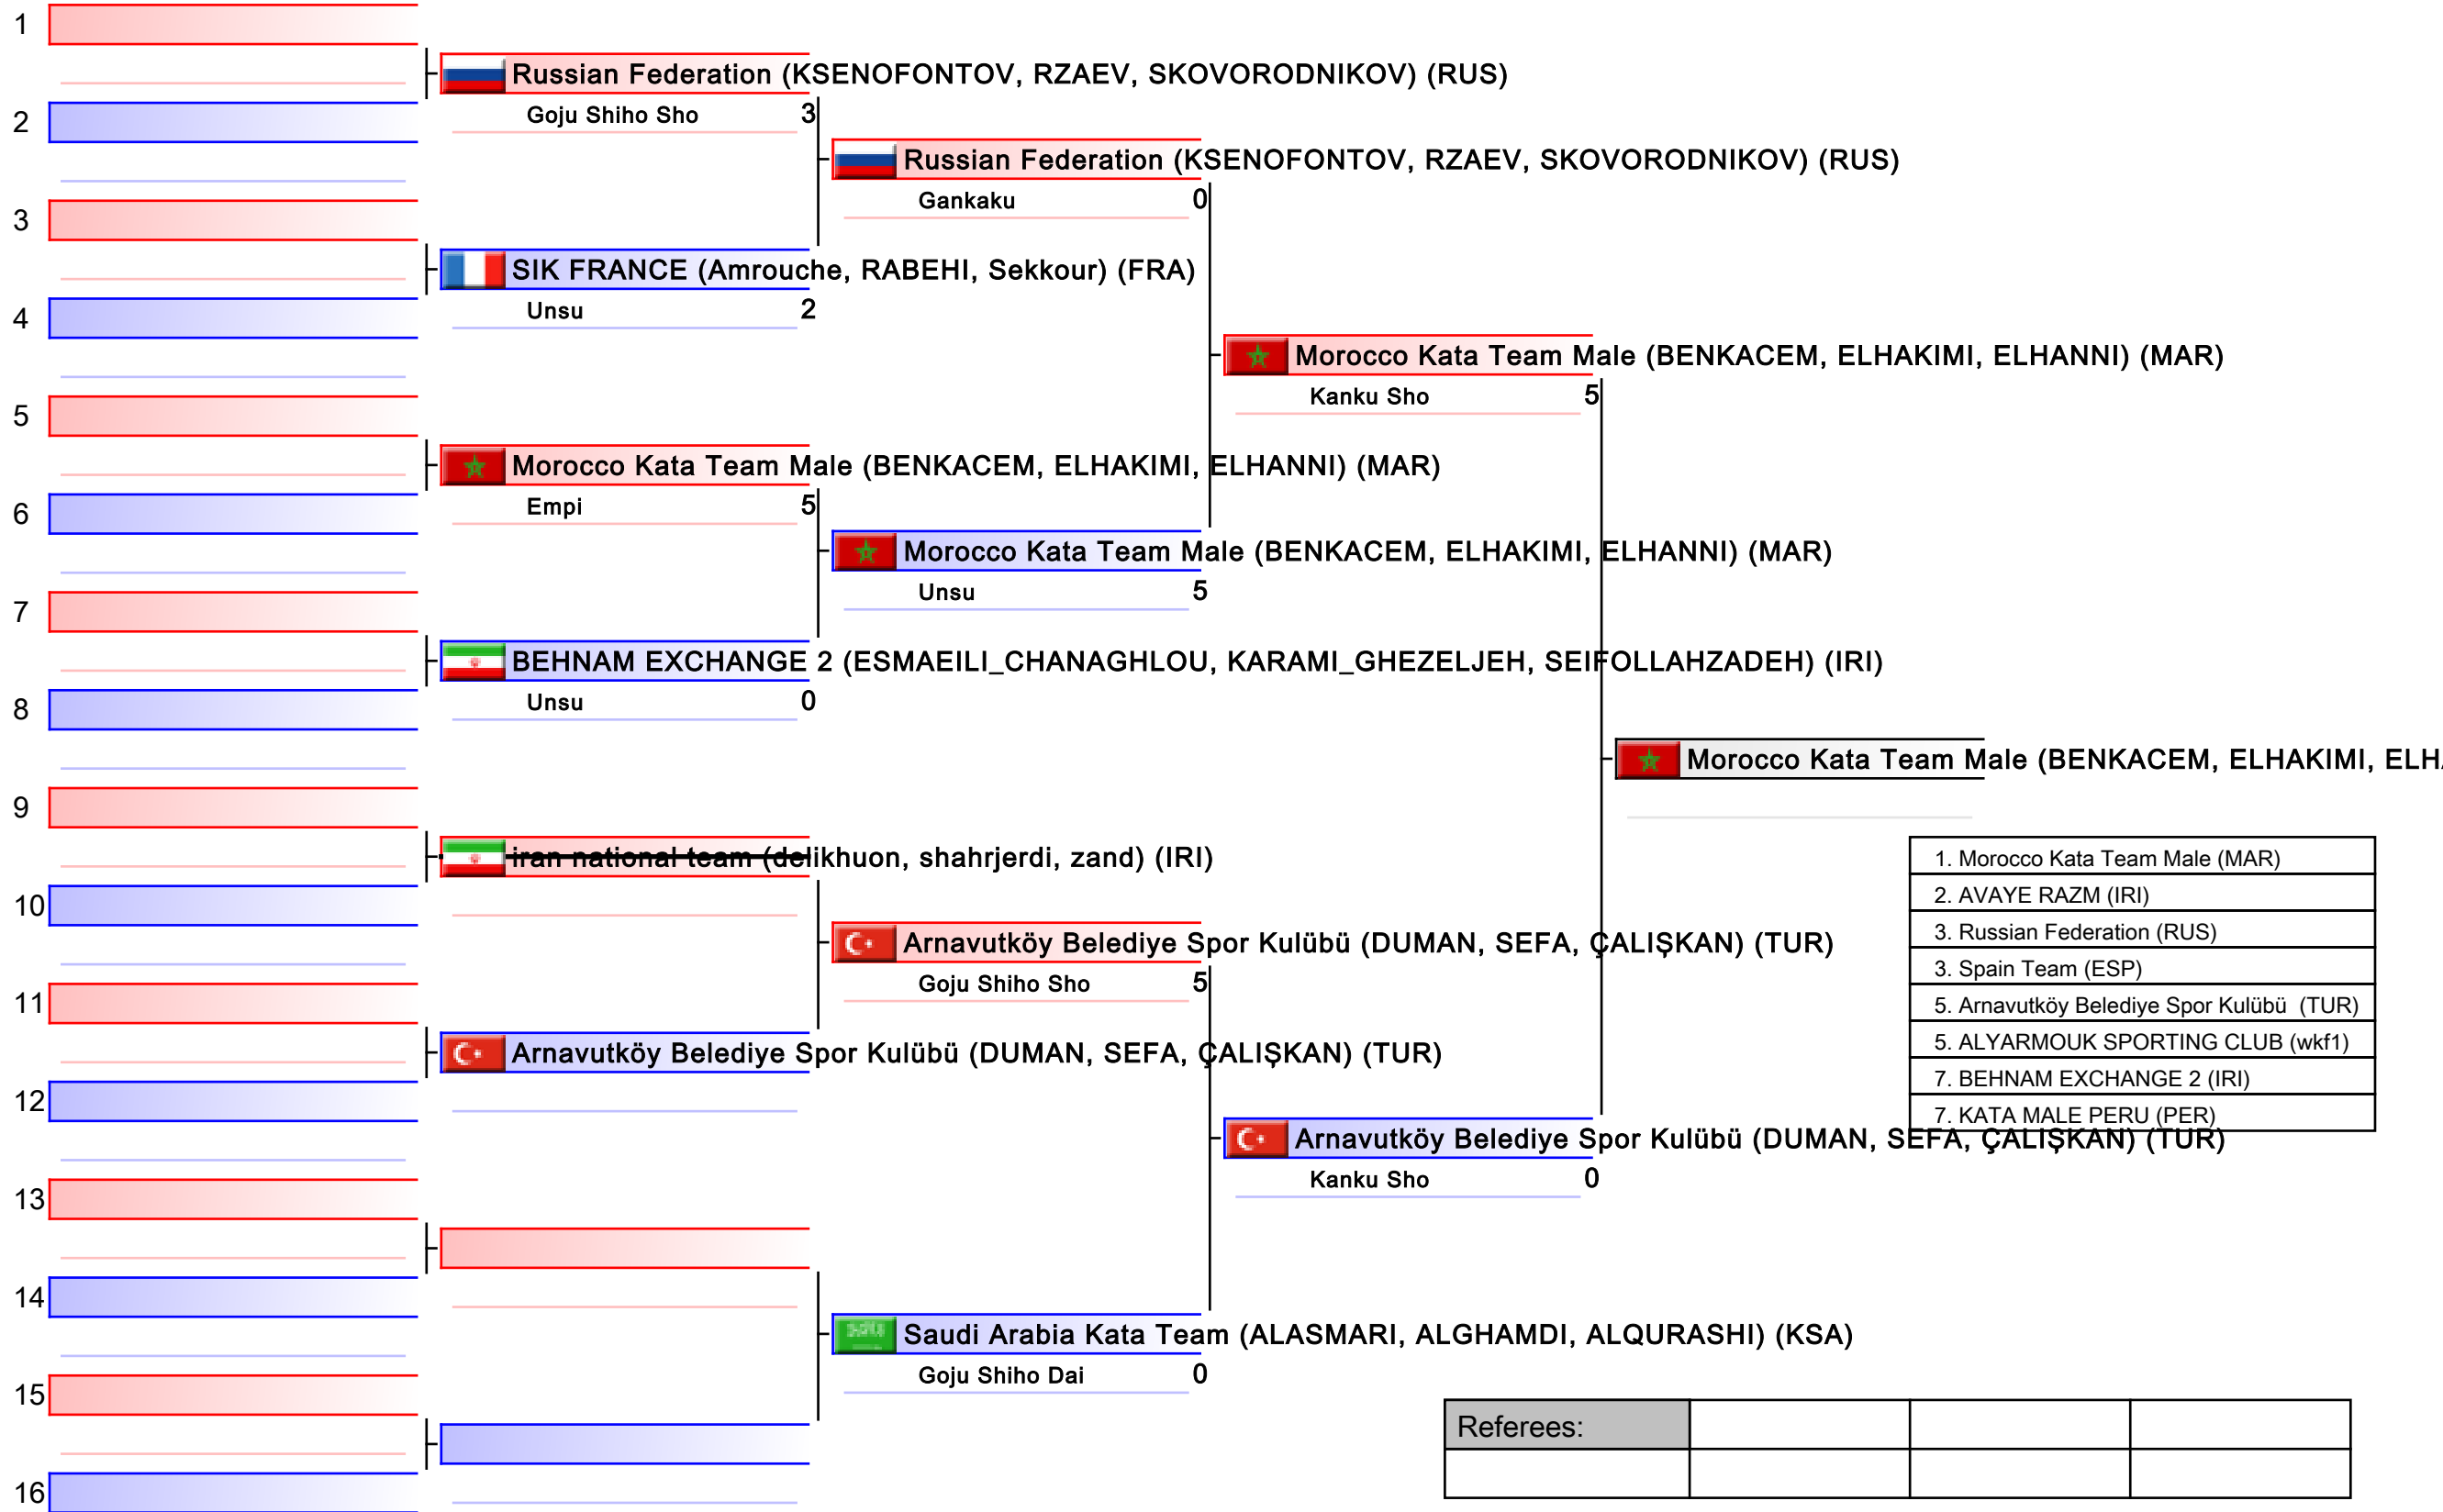 1
Russian Federation (KSENOFONTOV, RZAEV, SKOVORODNIKOV) (RUS)
Goju Shiho Sho 3
2
Russian Federation (KSENOFONTOV, RZAEV, SKOVORODNIKOV) (RUS)
Gankaku 0
3
SIK FRANCE (Amrouche, RABEHI, Sekkour) (FRA)
Unsu 2
4
Morocco Kata Team Male (BENKACEM, ELHAKIMI, ELHANNI) (MAR)
Kanku Sho 5
5
Morocco Kata Team Male (BENKACEM, ELHAKIMI, ELHANNI) (MAR)
Empi 5
6
Morocco Kata Team Male (BENKACEM, ELHAKIMI, ELHANNI) (MAR)
Unsu 5
7
BEHNAM EXCHANGE 2 (ESMAEILI_CHANAGHLOU, KARAMI_GHEZELJEH, SEIFOLLAHZADEH) (IRI)
Unsu 0
8
Morocco Kata Team Male (BENKACEM, ELHAKIMI, ELH
9
iran national team (delikhuon, shahrjerdi, zand) (IRI)
10
Arnavutköy Belediye Spor Kulübü (DUMAN, SEFA, ÇALIŞKAN) (TUR)
Goju Shiho Sho 5
11
Arnavutköy Belediye Spor Kulübü (DUMAN, SEFA, ÇALIŞKAN) (TUR)
12
Arnavutköy Belediye Spor Kulübü (DUMAN, SEFA, ÇALIŞKAN) (TUR)
Kanku Sho 0
13
14
Saudi Arabia Kata Team (ALASMARI, ALGHAMDI, ALQURASHI) (KSA)
Goju Shiho Dai 0
15
16
1. Morocco Kata Team Male (MAR)
2. AVAYE RAZM (IRI)
3. Russian Federation (RUS)
3. Spain Team (ESP)
5. Arnavutköy Belediye Spor Kulübü (TUR)
5. ALYARMOUK SPORTING CLUB (wkf1)
7. BEHNAM EXCHANGE 2 (IRI)
7. KATA MALE PERU (PER)
Referees: